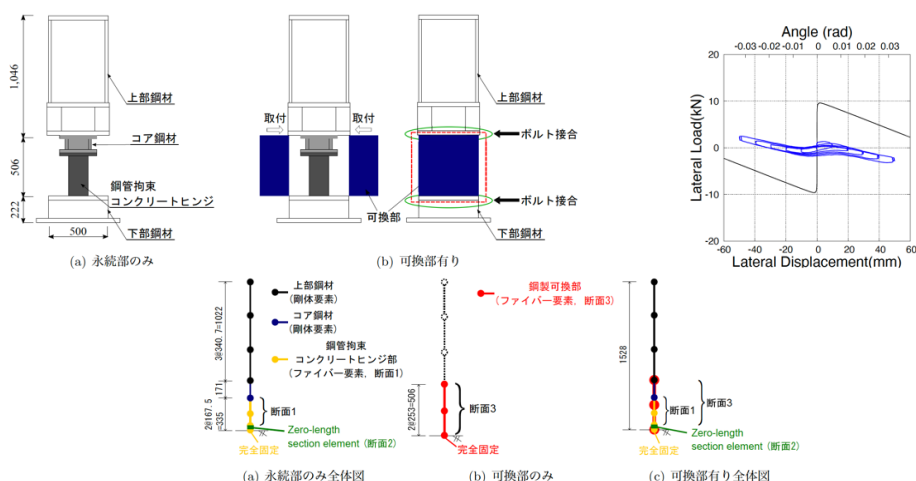 1,046
506
222
500
上部鋼材
コア鋼材
鋼管拘束
コンクリートヒンジ
下部鋼材
(a) 永続部のみ
取付
取付
上部鋼材
ボルト接合
ボルト接合
可換部
下部鋼材
(b) 可換部有り
Angle (rad)
-0.03 -0.02 -0.01 0 0.01 0.02 0.03
Lateral Load(kN)
20
10
0
-10
20
-60 -40 -20 0 20 40 60
Lateral Displacement(mm)
3@340.7=1022
171
2@167.5
=335
上部鋼材
(剛体要素)
コア鋼材
(剛体要素)
鋼管拘束
コンクリートヒンジ部
(ファイバー要素, 断面1)
断面1
Zero-length
section element (断面2)
完全固定
(a) 永続部のみ全体図
鋼製可換部
(ファイバー要素, 断面3)
2@253=506
断面3
完全固定
(b) 可換部のみ
1528
断面1
断面3
Zero-length
section element (断面2)
完全固定
(c) 可換部有り全体図